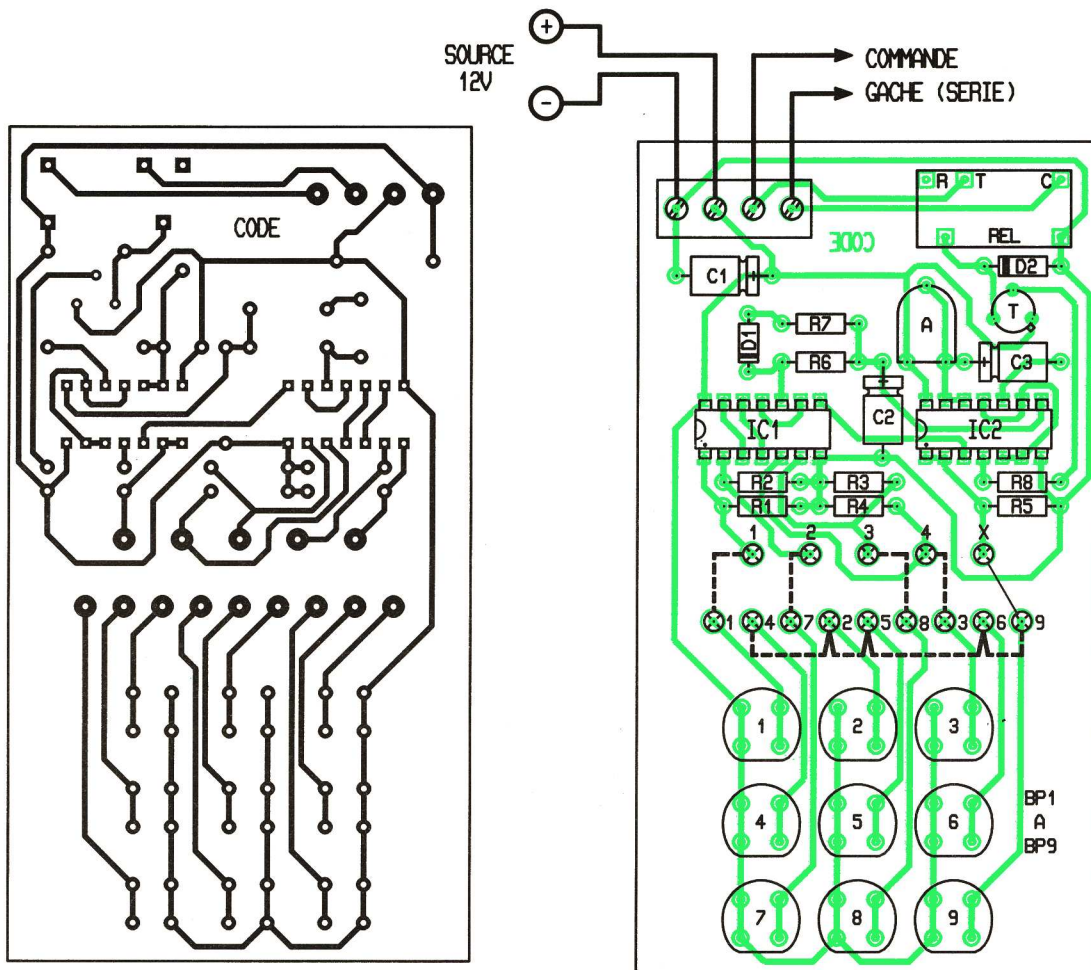 SOURCE
12V
+
-
COMMANDE
GACHE (SERIE)
CODE
R T C
REL
CODE
C1
D2
T
A
D1
R7
R6
C3
C2
IC1
IC2
R2 R3 R8
R1 R4 R5
1 2 3 4 X
1 4 7 2 5 8 3 6 9
1 2 3
4 5 6
BP1
A
BP9
7 8 9